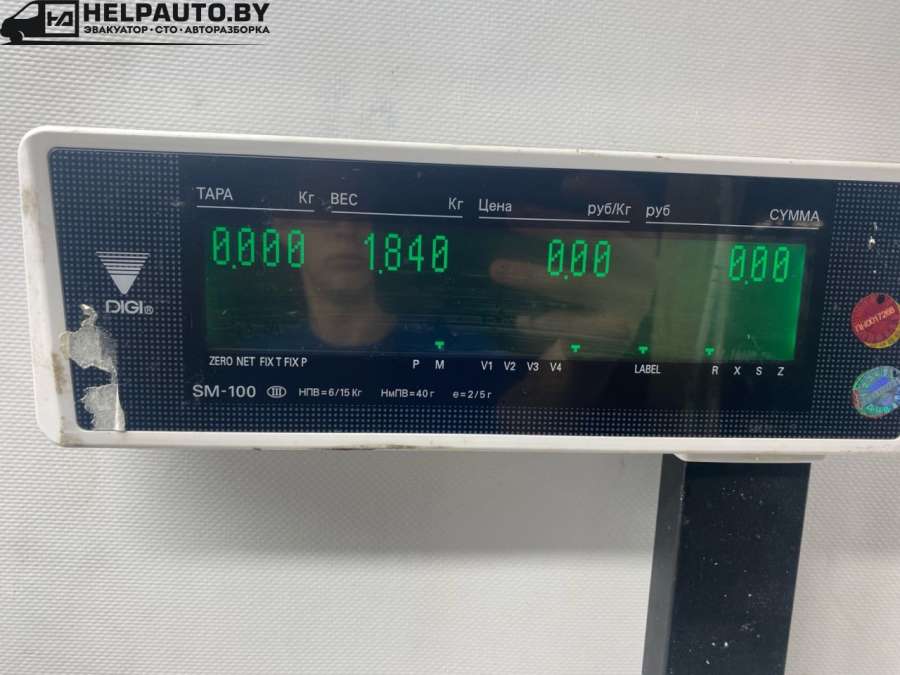 HELPAUTO.BY
ЭВАКУАТОР · СТО · АВТОРАЗБОРКА
ТАРА Кг ВЕС Кг Цена руб/Кг руб СУММА
0.000 1.840 0.00 0.00
DIGI®
ZERO NET FIX T FIX P P M V1 V2 V3 V4 LABEL R X S Z
SM-100 III НПВ=6/15 Кг НмПВ=40 г е=2/5 г